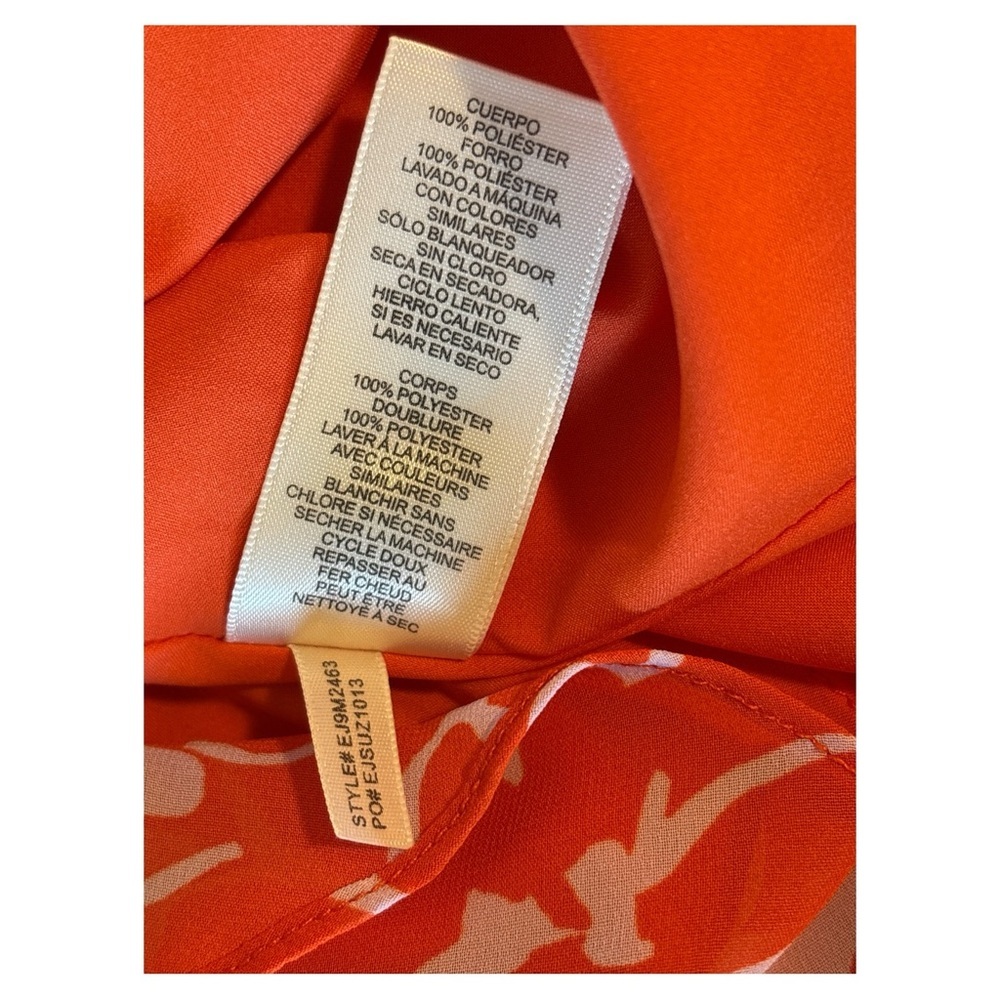 CUERPO
100% POLIÉSTER
FORRO
100% POLIÉSTER
LAVADO A MÁQUINA
CON COLORES
SIMILARES
SÓLO BLANQUEADOR
SIN CLORO
SECA EN SECADORA,
CICLO LENTO
HIERRO CALIENTE
SI ES NECESARIO
LAVAR EN SECO
CORPS
100% POLYESTER
DOUBLURE
100% POLYESTER
LAVER À LA MACHINE
AVEC COULEURS
SIMILAIRES
BLANCHIR SANS
CHLORE SI NÉCESSAIRE
SECHER LA MACHINE
CYCLE DOUX
REPASSER AU
FER CHEUD
PEUT ÊTRE
NETTOYÉ À SEC
STYLE# EJ9M2463
PO# EJSUZ1013